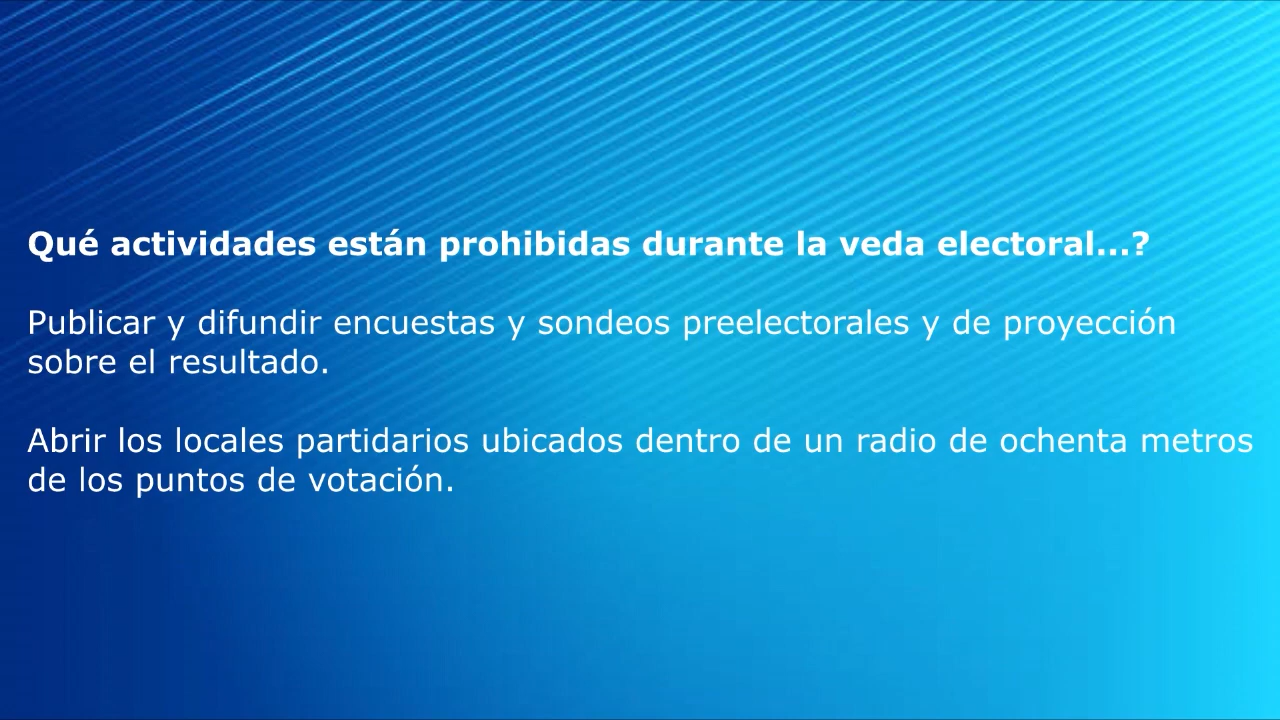 Qué actividades están prohibidas durante la veda electoral...?
Publicar y difundir encuestas y sondeos preelectorales y de proyección
sobre el resultado.
Abrir los locales partidarios ubicados dentro de un radio de ochenta metros
de los puntos de votación.